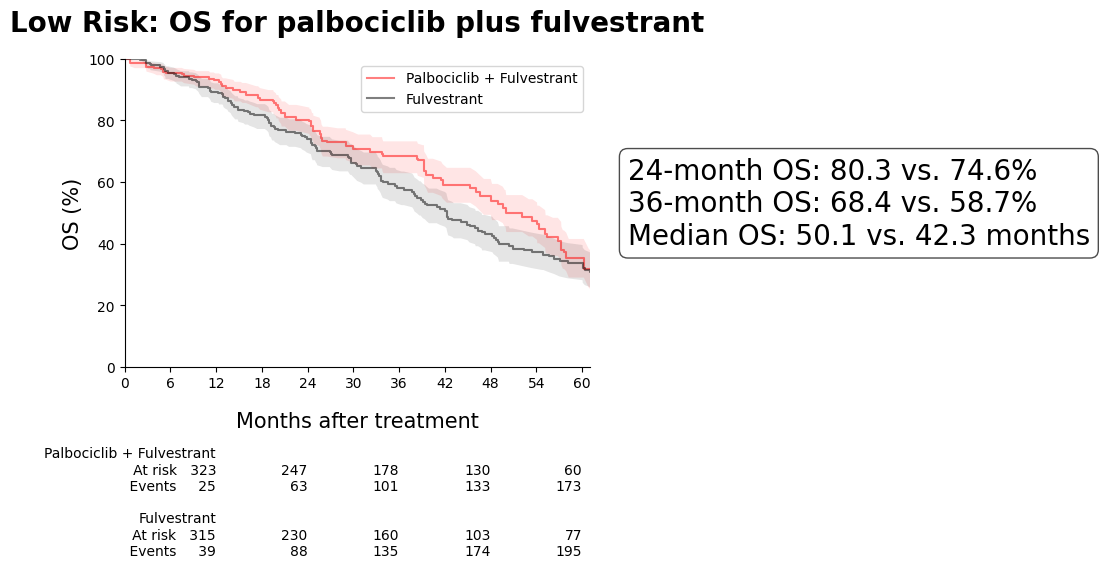 Low Risk: OS for palbociclib plus fulvestrant
100
80
60
40
20
0
OS (%)
Palbociclib + Fulvestrant
Fulvestrant
24-month OS: 80.3 vs. 74.6%
36-month OS: 68.4 vs. 58.7%
Median OS: 50.1 vs. 42.3 months
0 6 12 18 24 30 36 42 48 54 60
Months after treatment
Palbociclib + Fulvestrant
At risk 323 247 178 130 60
Events 25 63 101 133 173
Fulvestrant
At risk 315 230 160 103 77
Events 39 88 135 174 195